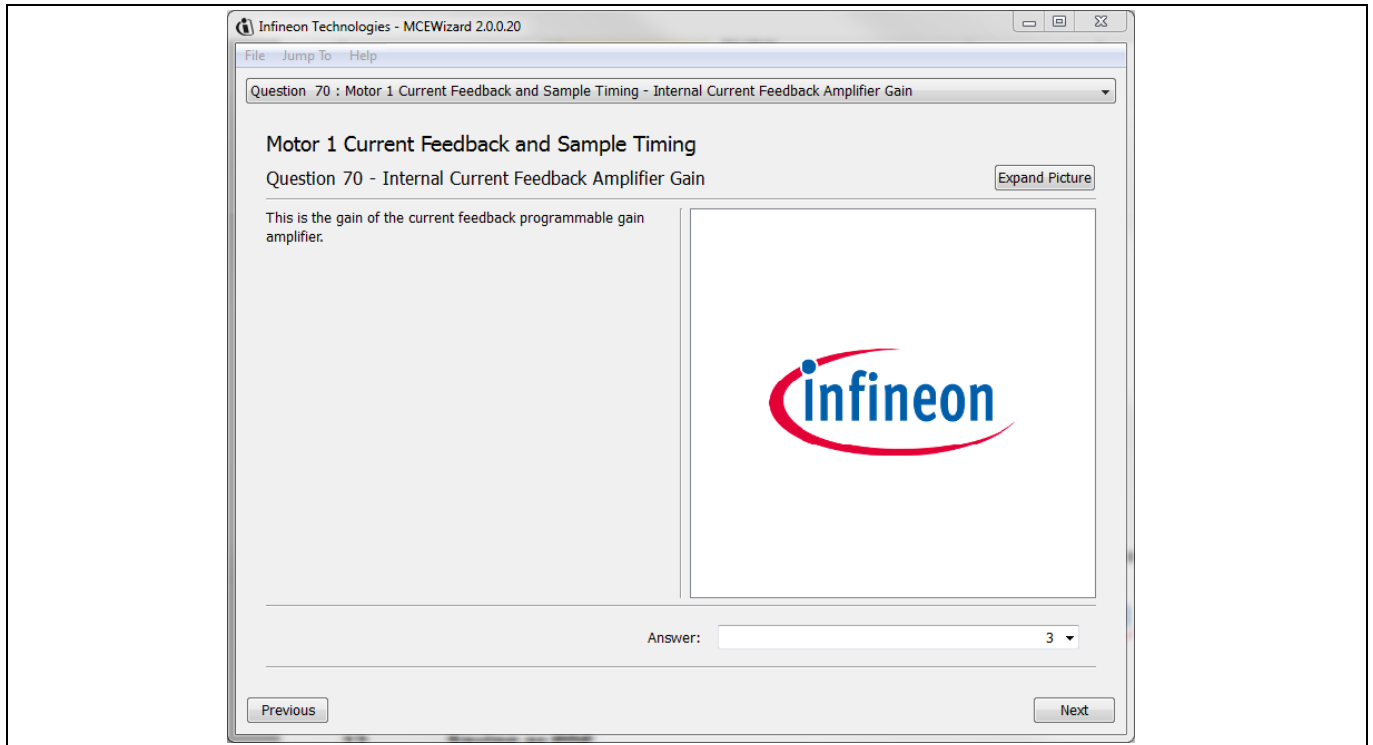 Infineon Technologies - MCEWizard 2.0.0.20
File Jump To Help
Question 70 : Motor 1 Current Feedback and Sample Timing - Internal Current Feedback Amplifier Gain
Motor 1 Current Feedback and Sample Timing
Question 70 - Internal Current Feedback Amplifier Gain
Expand Picture
This is the gain of the current feedback programmable gain
amplifier.
infineon
Answer: 3
Previous Next